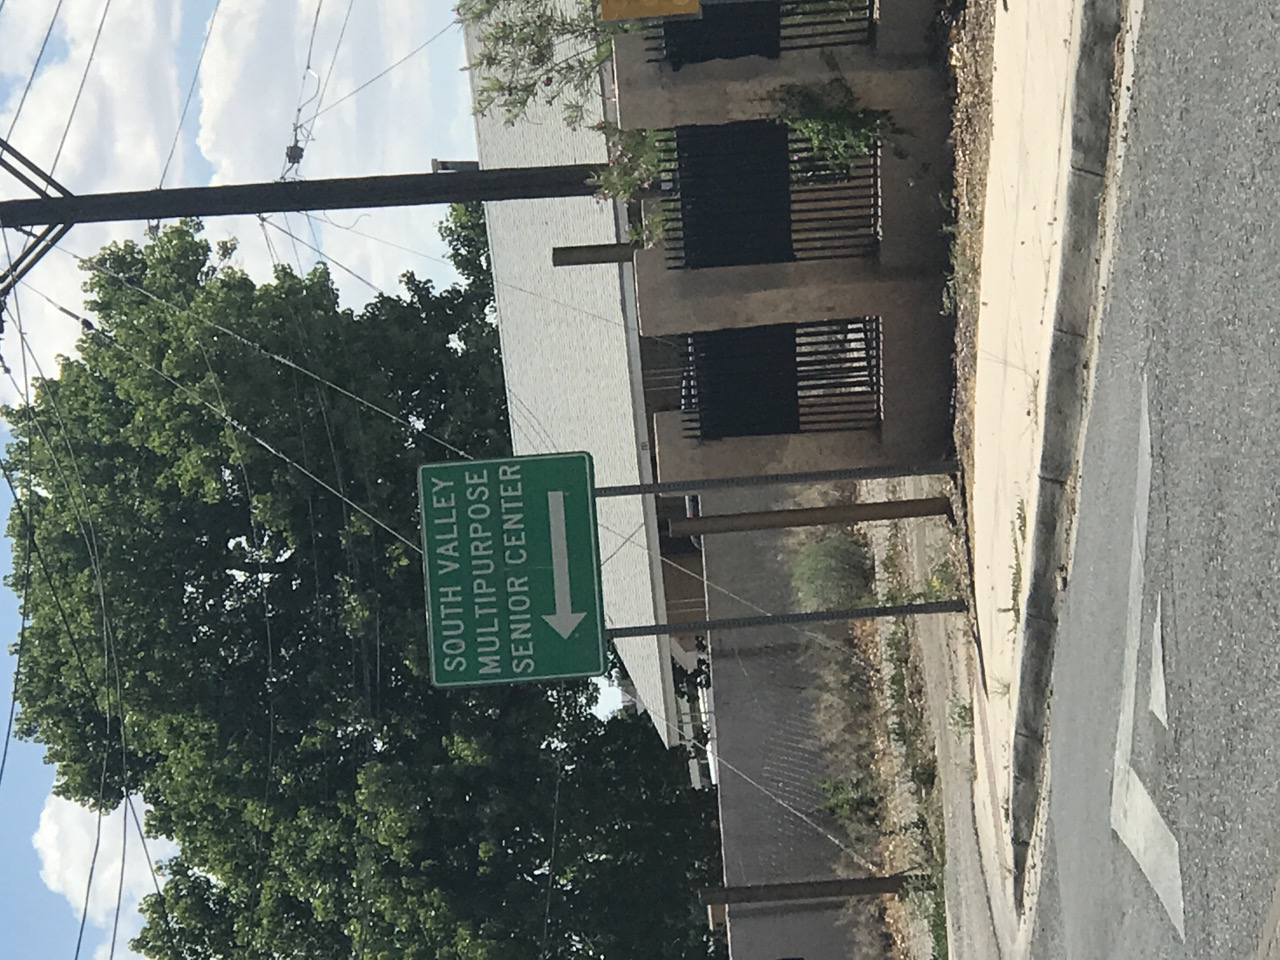 SOUTH VALLEY
MULTIPURPOSE
SENIOR CENTER